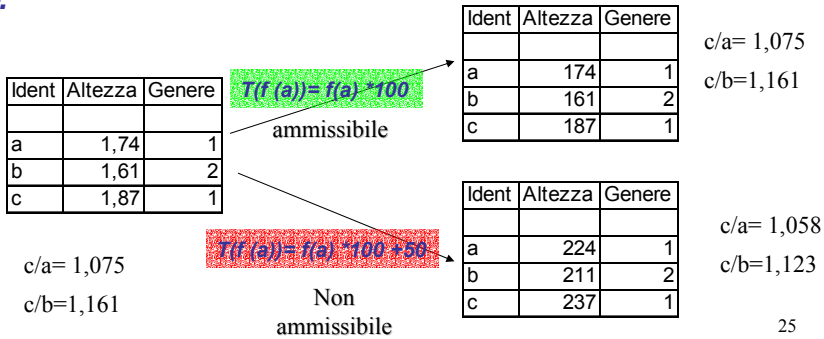 Ident Altezza Genere
a 1,74 1
b 1,61 2
c 1,87 1
c/a= 1,075
c/b=1,161
T(f (a))= f(a) *100
ammissibile
Ident Altezza Genere
a 174 1
b 161 2
c 187 1
c/a= 1,075
c/b=1,161
T(f (a))= f(a) *100 +50
Non
ammissibile
Ident Altezza Genere
a 224 1
b 211 2
c 237 1
c/a= 1,058
c/b=1,123
25